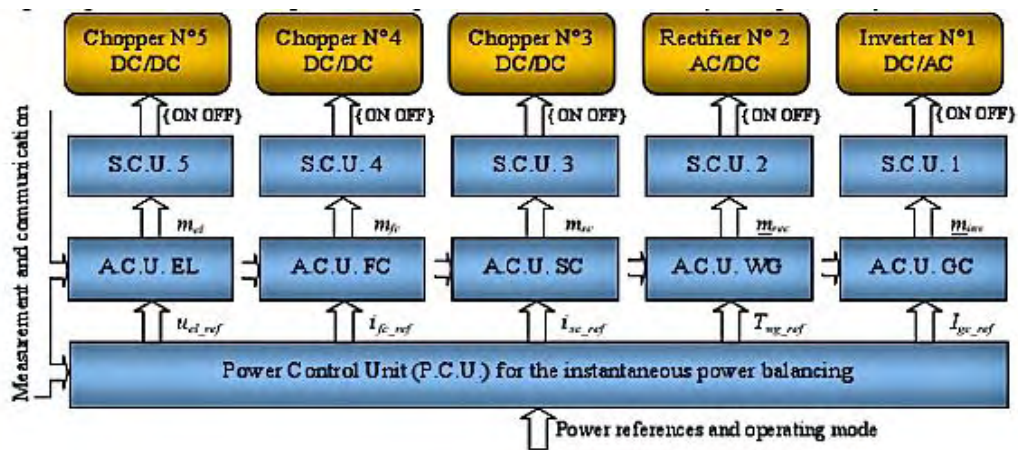 Chopper N°5
DC/DC
Chopper N°4
DC/DC
Chopper N°3
DC/DC
Rectifier N° 2
AC/DC
Inverter N°1
DC/AC
{ON OFF}
{ON OFF}
{ON OFF}
{ON OFF}
{ON OFF}
S.C.U. 5
S.C.U. 4
S.C.U. 3
S.C.U. 2
S.C.U. 1
m_el
m_fc
m_sc
m_rec
m_inv
A.C.U. EL
A.C.U. FC
A.C.U. SC
A.C.U. WG
A.C.U. GC
u_el_ref
i_fc_ref
i_sc_ref
T_wg_ref
I_gc_ref
Power Control Unit (P.C.U.) for the instantaneous power balancing
Power references and operating mode
Measurement and communication